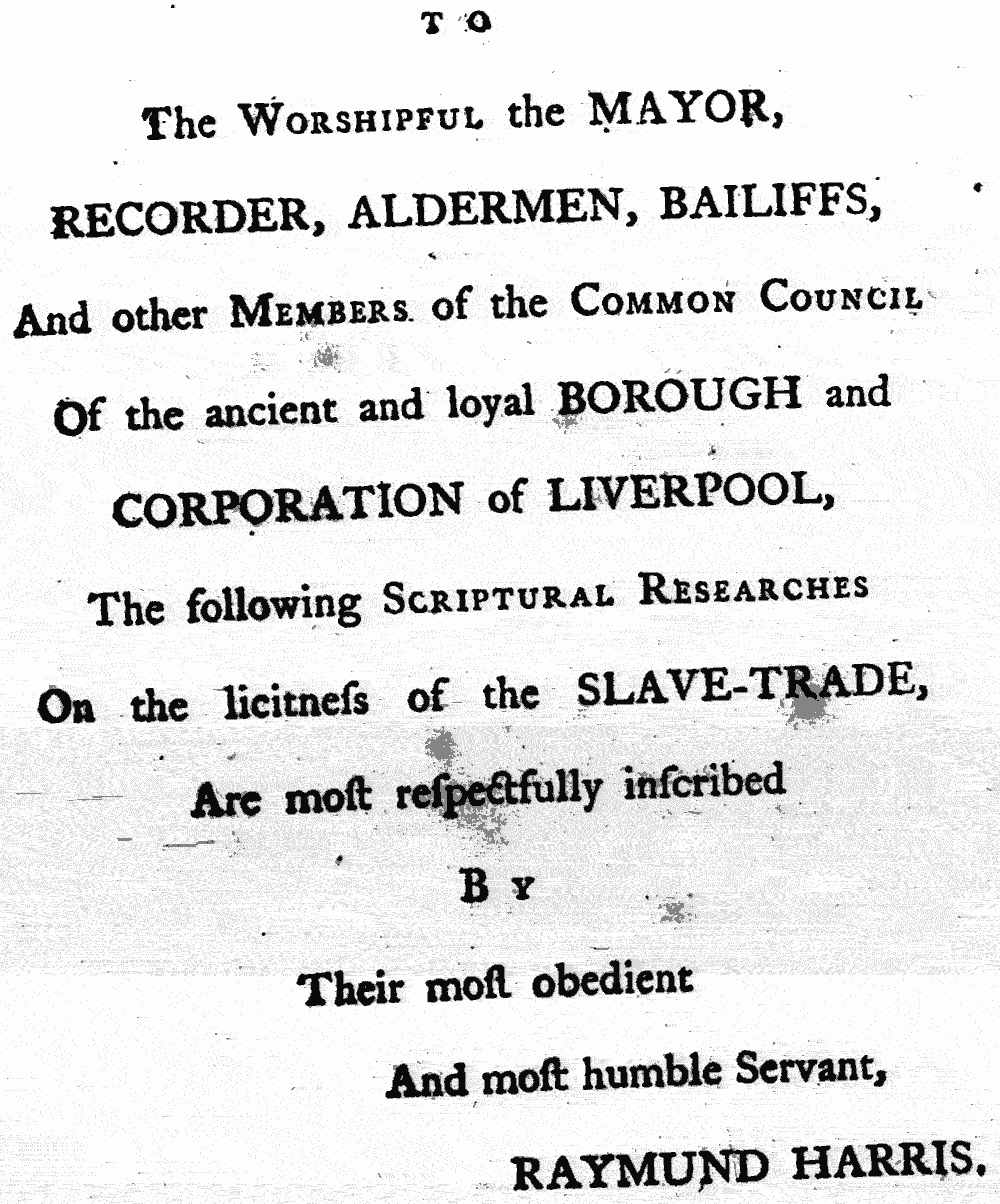 TO
The WORSHIPFUL the MAYOR,
RECORDER, ALDERMEN, BAILIFFS,
And other MEMBERS of the COMMON COUNCIL
Of the ancient and loyal BOROUGH and
CORPORATION of LIVERPOOL,
The following SCRIPTURAL RESEARCHES
On the licitneſs of the SLAVE-TRADE,
Are moſt reſpectfully inſcribed
BY
Their moſt obedient
And moſt humble Servant,
RAYMUND HARRIS.